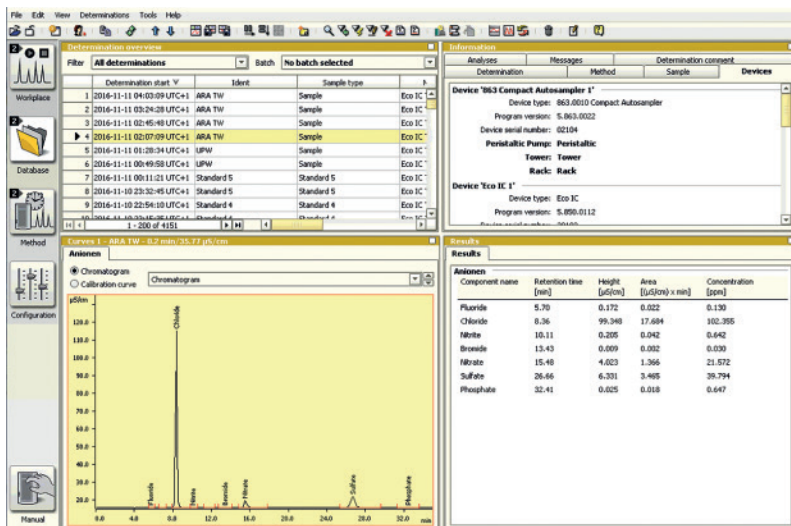 File Edit View Determinations Tools Help
Workplace
Database
Method
Configuration
Manual
Determination overview
Filter All determinations Batch No batch selected
Determination start Ident Sample type
1 2016-11-11 04:03:09 UTC+1 ARA TW Sample Eco IC
2 2016-11-11 03:24:28 UTC+1 ARA TW Sample Eco IC
3 2016-11-11 02:45:48 UTC+1 ARA TW Sample Eco IC
4 2016-11-11 02:07:09 UTC+1 ARA TW Sample Eco IC
5 2016-11-11 01:28:34 UTC+1 UPW Sample Eco IC
6 2016-11-11 00:49:58 UTC+1 UPW Sample Eco IC
7 2016-11-11 00:11:21 UTC+1 Standard 5 Standard 5 Eco IC
8 2016-11-10 23:32:45 UTC+1 Standard 5 Standard 5 Eco IC
9 2016-11-10 22:54:10 UTC+1 Standard 4 Standard 4 Eco IC
1 - 200 of 4151
Information
Analyses Messages Determination comment
Determination Method Sample Devices
Device '863 Compact Autosampler 1'
Device type: 863.0010 Compact Autosampler
Program version: 5.863.0022
Device serial number: 02104
Peristaltic Pump: Peristaltic
Tower: Tower
Rack: Rack
Device 'Eco IC 1'
Device type: Eco IC
Program version: 5.850.0112
Curves 1 - ARA TW - 0.2 min/35.77 µS/cm
Anionen
Chromatogram
Calibration curve
Chromatogram
µS/cm
120.0
110.0
100.0
90.0
80.0
70.0
60.0
50.0
40.0
30.0
20.0
Fluoride
Chloride
Nitrite
Bromide
Nitrate
Sulfate
Phosphate
0.0 4.0 8.0 12.0 16.0 20.0 24.0 28.0 32.0 min
Results
Results
Anionen
Component name Retention time Height Area Concentration
[min] [µS/cm] [(µS/cm) x min] [ppm]
Fluoride 5.70 0.172 0.022 0.130
Chloride 8.36 99.348 17.684 102.355
Nitrite 10.11 0.205 0.042 0.642
Bromide 13.43 0.009 0.002 0.030
Nitrate 15.48 4.023 1.366 21.572
Sulfate 26.66 6.331 3.465 39.794
Phosphate 32.41 0.025 0.018 0.647